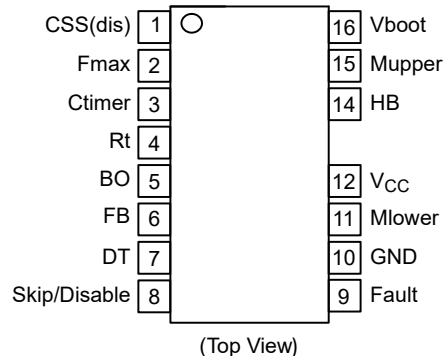 CSS(dis) 1 16 Vboot
Fmax 2 15 Mupper
Ctimer 3 14 HB
Rt 4
BO 5 12 VCC
FB 6 11 Mlower
DT 7 10 GND
Skip/Disable 8 9 Fault
(Top View)